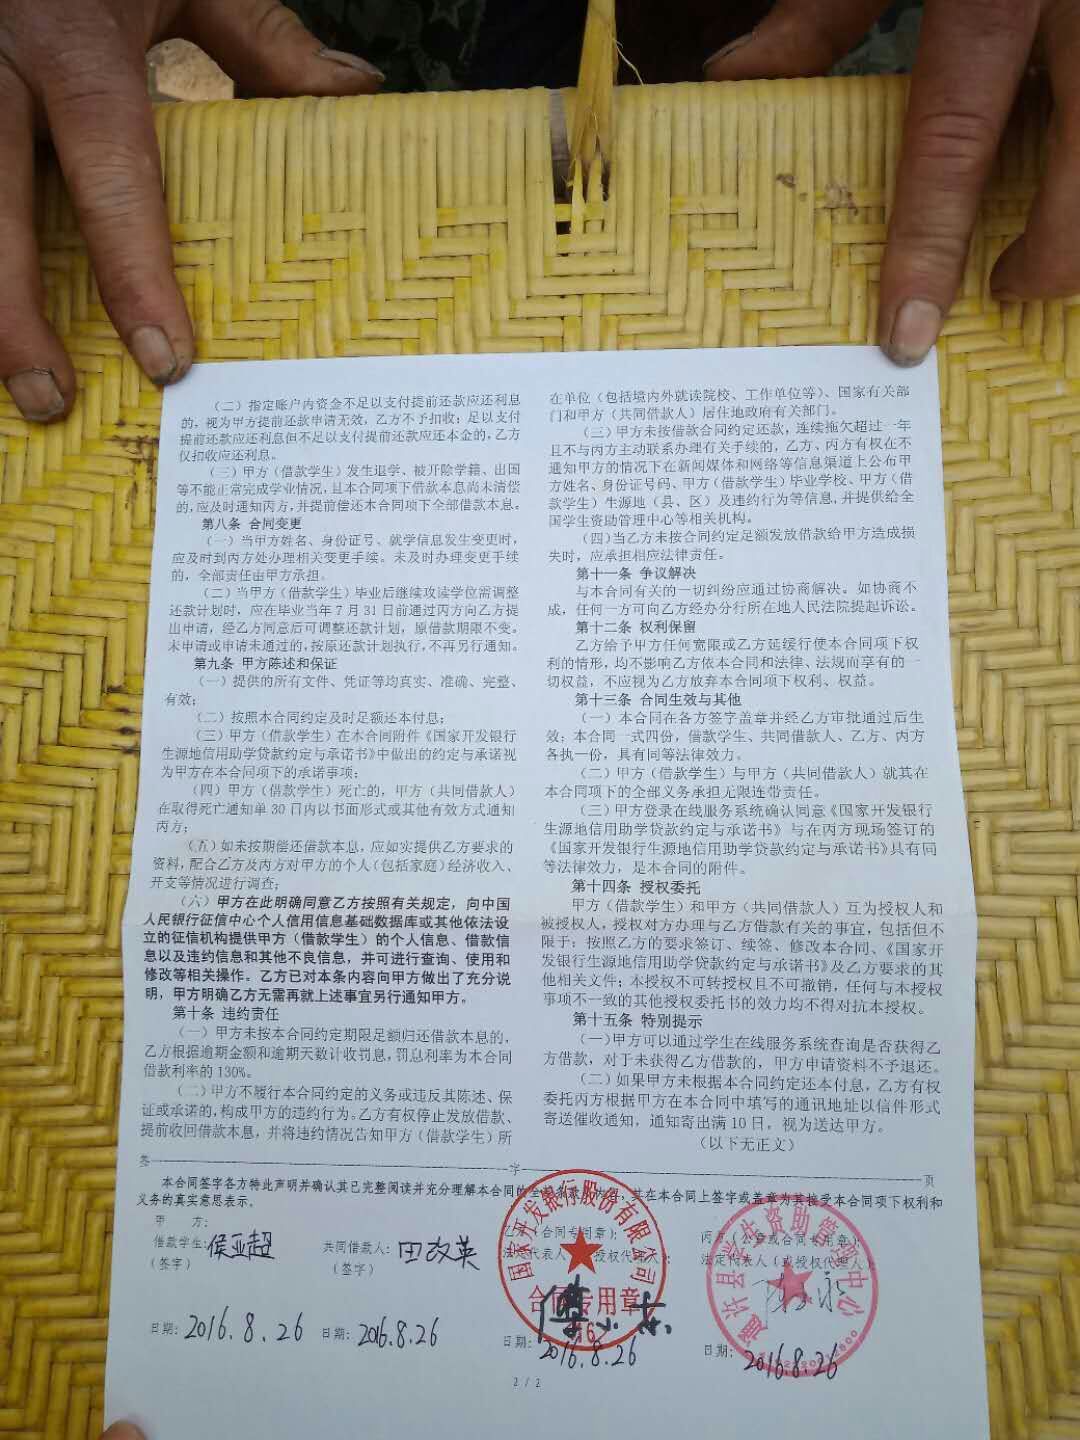 （二）指定账户内资金不足以支付提前还款应还利息
的，视为甲方提前还款申请无效，乙方不予扣收；足以支付
提前还款应还利息但不足以支付提前还款应还本金的，乙方
仅扣收应还利息。
（三）甲方（借款学生）发生退学、被开除学籍、出国
等不能正常完成学业情况，且本合同项下借款本息尚未清偿
的，应及时通知丙方，并提前偿还本合同项下全部借款本息。
第八条 合同变更
（一）当甲方姓名、身份证号、就学信息发生变更时，
应及时到丙方处办理相关变更手续。未及时办理变更手续
的，全部责任由甲方承担。
（二）当甲方（借款学生）毕业后继续攻读学位需调整
还款计划时，应在毕业当年7月31日前通过丙方向乙方提
出申请，经乙方同意后可调整还款计划，原借款期限不变。
未申请或申请未通过的，按原还款计划执行，不再另行通知。
第九条 甲方陈述和保证
（一）提供的所有文件、凭证等均真实、准确、完整、
有效；
（二）按照本合同约定及时足额还本付息；
（三）甲方（借款学生）在本合同附件《国家开发银行
生源地信用助学贷款约定与承诺书》中做出的约定与承诺视
为甲方在本合同项下的承诺事项；
（四）甲方（借款学生）死亡的，甲方（共同借款人）
在取得死亡通知单30日内以书面形式或其他有效方式通知
丙方；
（五）如未按期偿还借款本息，应如实提供乙方要求的
资料，配合乙方及丙方对甲方的个人（包括家庭）经济收入、
开支等情况进行调查；
（六）甲方在此明确同意乙方按照有关规定，向中国
人民银行征信中心个人信用信息基础数据库或其他依法设
立的征信机构提供甲方（借款学生）的个人信息、借款信
息以及违约信息和其他不良信息，并可进行查询、使用和
修改等相关操作。乙方已对本条内容向甲方做出了充分说
明，甲方明确乙方无需再就上述事宜另行通知甲方。
第十条 违约责任
（一）甲方未按本合同约定期限足额归还借款本息的，
乙方根据逾期金额和逾期天数计收罚息，罚息利率为本合同
借款利率的130%。
（二）甲方不履行本合同约定的义务或违反其陈述、保
证或承诺的，构成甲方的违约行为。乙方有权停止发放借款、
提前收回借款本息，并将违约情况告知甲方（借款学生）所
在单位（包括境内外就读院校、工作单位等）、国家有关部
门和甲方（共同借款人）居住地政府有关部门。
（三）甲方未按借款合同约定还款，连续拖欠超过一年
且不与丙方主动联系办理有关手续的，乙方、丙方有权在不
通知甲方的情况下在新闻媒体和网络等信息渠道上公布甲
方姓名、身份证号码、甲方（借款学生）毕业学校、甲方（借
款学生）生源地（县、区）及违约行为等信息，并提供给全
国学生资助管理中心等相关机构。
（四）当乙方未按合同约定足额发放借款给甲方造成损
失时，应承担相应法律责任。
第十一条 争议解决
与本合同有关的一切纠纷应通过协商解决。如协商不
成，任何一方可向乙方经办分行所在地人民法院提起诉讼。
第十二条 权利保留
乙方给予甲方任何宽限或乙方延缓行使本合同项下权
利的情形，均不影响乙方依本合同和法律、法规而享有的一
切权益，不应视为乙方放弃本合同项下权利、权益。
第十三条 合同生效与其他
（一）本合同在各方签字盖章并经乙方审批通过后生
效；本合同一式四份，借款学生、共同借款人、乙方、丙方
各执一份，具有同等法律效力。
（二）甲方（借款学生）与甲方（共同借款人）就其在
本合同项下的全部义务承担无限连带责任。
（三）甲方登录在线服务系统确认同意《国家开发银行
生源地信用助学贷款约定与承诺书》与在丙方现场签订的
《国家开发银行生源地信用助学贷款约定与承诺书》具有同
等法律效力，是本合同的附件。
第十四条 授权委托
甲方（借款学生）和甲方（共同借款人）互为授权人和
被授权人，授权对方办理与乙方借款有关的事宜，包括但不
限于：按照乙方的要求签订、续签、修改本合同、《国家开
发银行生源地信用助学贷款约定与承诺书》及乙方要求的其
他相关文件；本授权不可转授权且不可撤销，任何与本授权
事项不一致的其他授权委托书的效力均不得对抗本授权。
第十五条 特别提示
（一）甲方可以通过学生在线服务系统查询是否获得乙
方借款，对于未获得乙方借款的，甲方申请资料不予退还。
（二）如果甲方未根据本合同约定还本付息，乙方有权
委托丙方根据甲方在本合同中填写的通讯地址以信件形式
寄送催收通知，通知寄出满10日，视为送达甲方。
（以下无正文）
签 字 页
本合同签字各方特此声明并确认其已完整阅读并充分理解本合同的全部条款和内容，其在本合同上签字或盖章为其接受本合同项下权利和
义务的真实意思表示。
甲 方：
借款学生：侯亚超
（签字）
日期：2016.8.26
共同借款人：田改英
（签字）
日期：2016.8.26
乙方（合同专用章）：
法定代表人（或授权代理人）：
日期：2016.8.26
国家开发银行股份有限公司
合同专用章
丙方（公章或合同专用章）：
法定代表人（或授权代理人）：
日期：2016.8.26
通许县学生资助管理中心
2 / 2